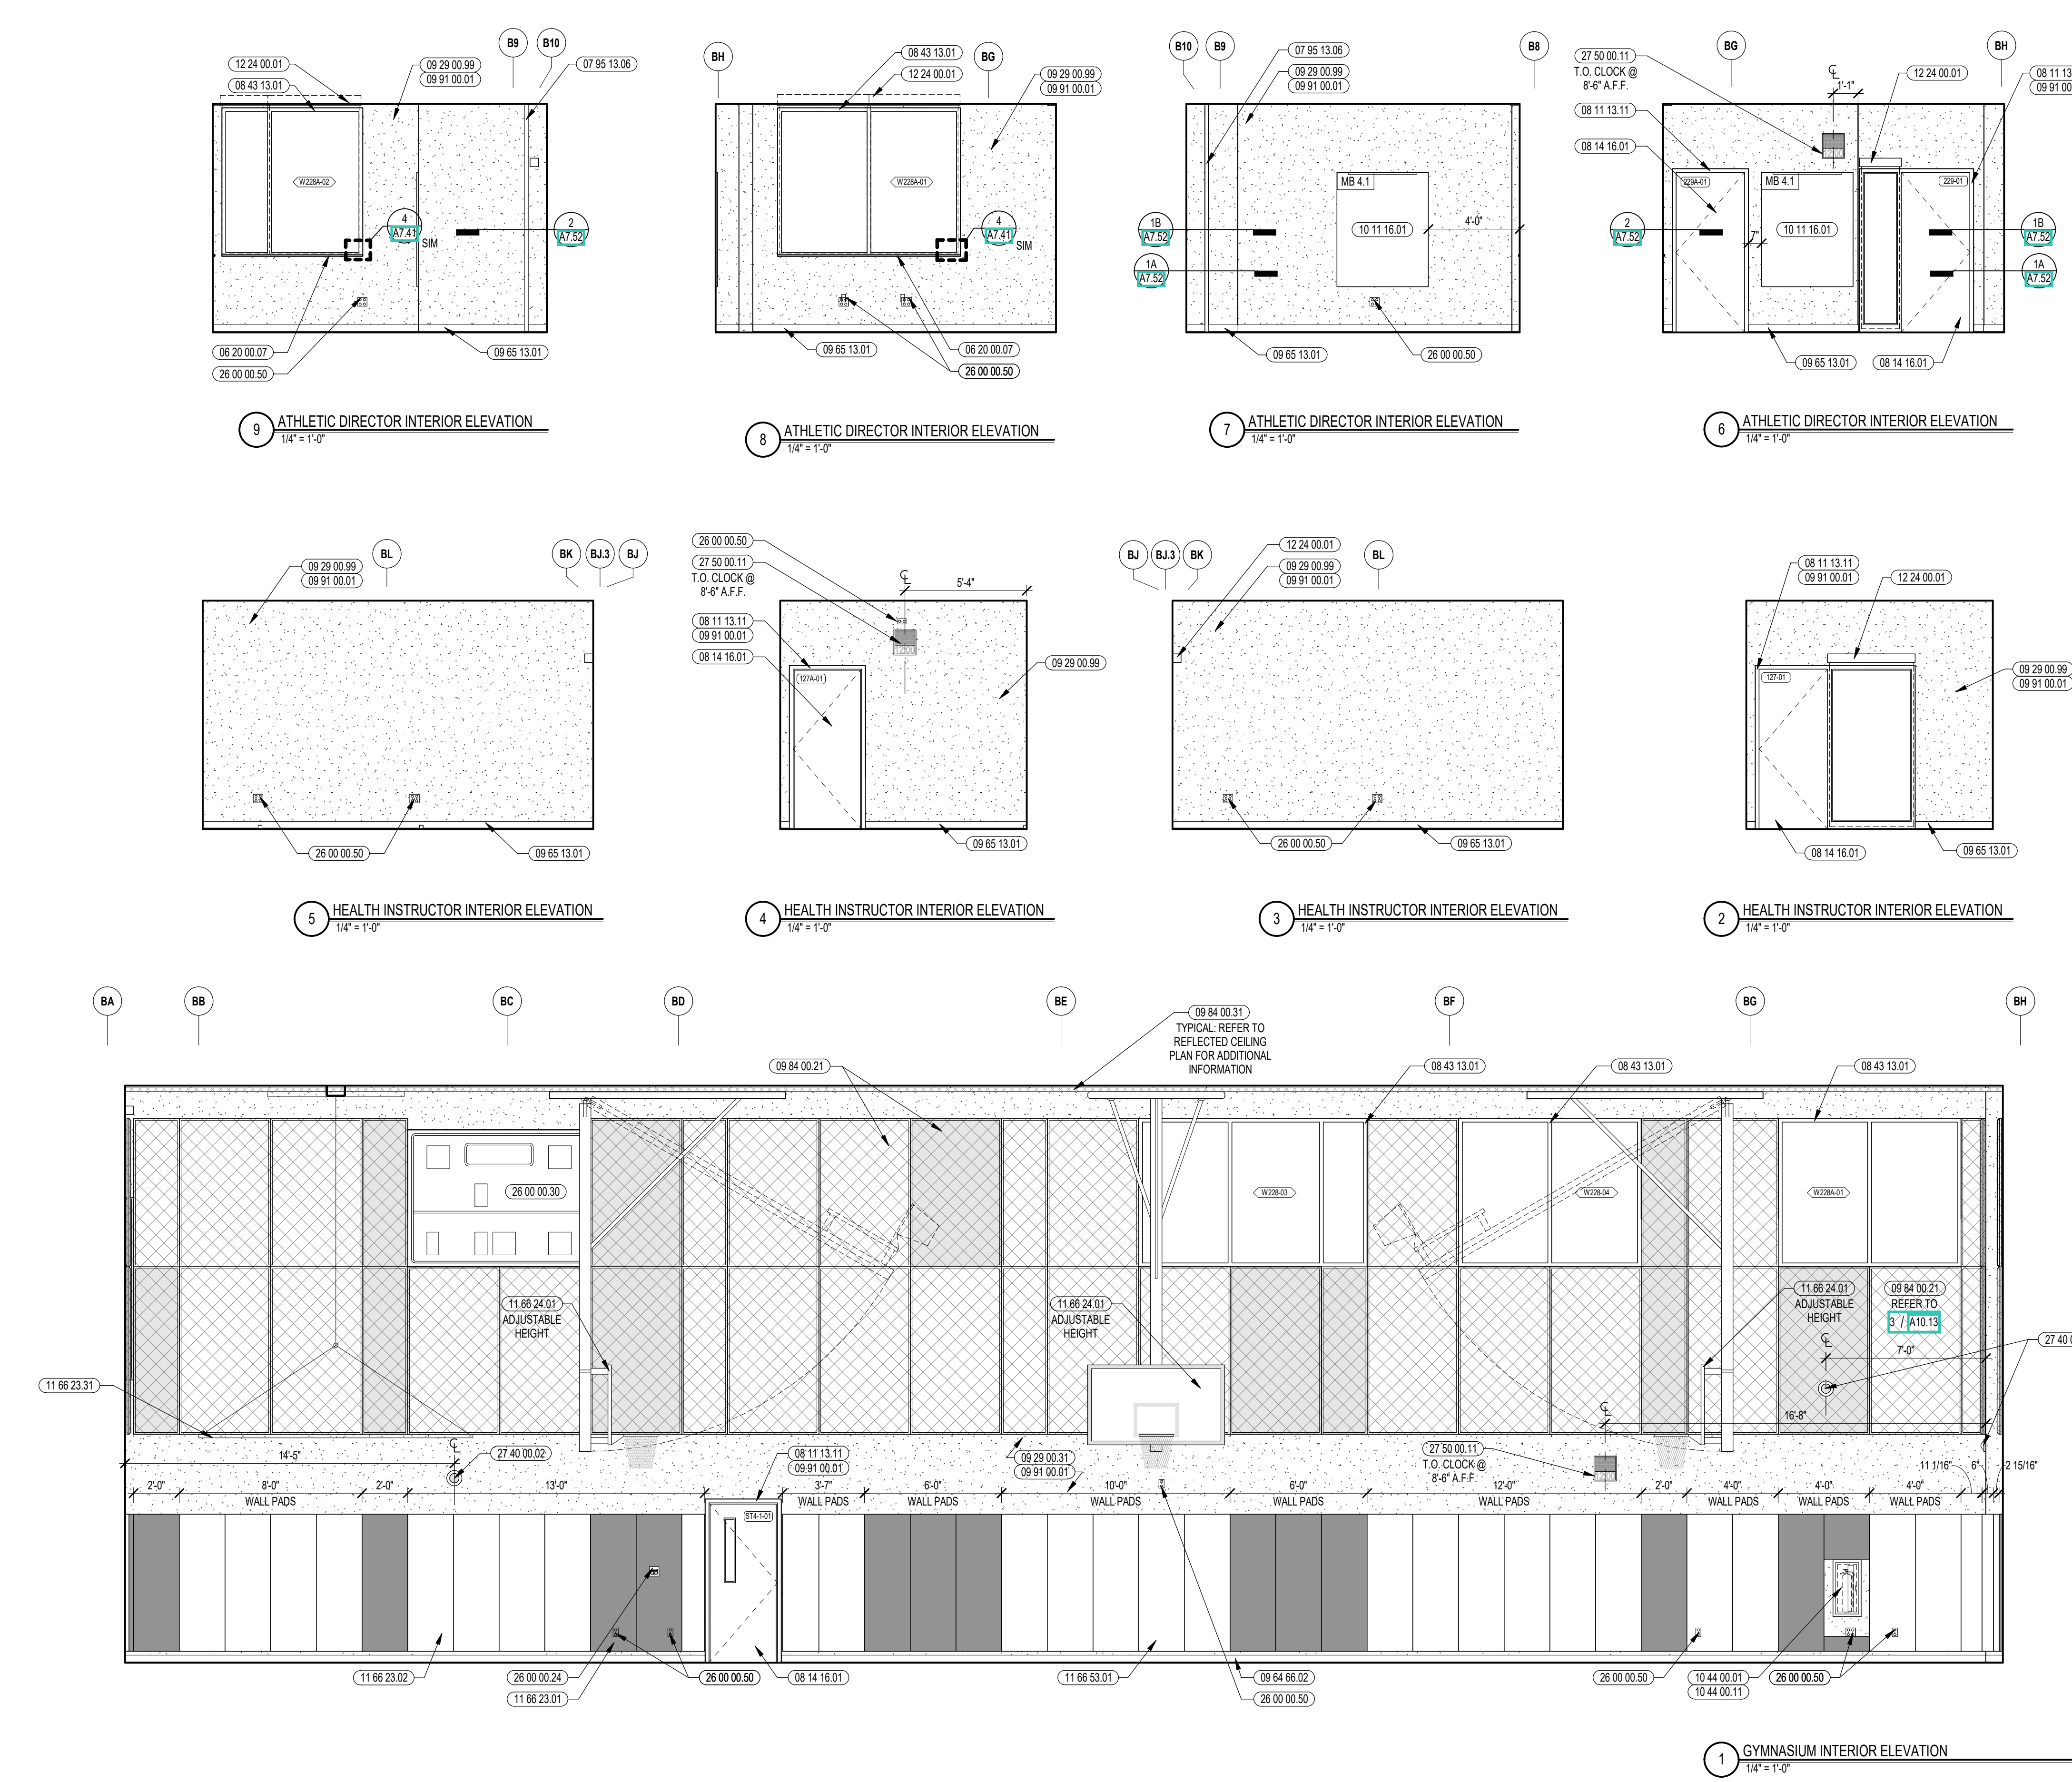 B9
B10
12 24 00.01
08 43 13.01
09 29 00.99
09 91 00.01
07 95 13.06
W228A-02
4
A7.41
SIM
2
A7.52
06 20 00.07
26 00 00.50
09 65 13.01
9
ATHLETIC DIRECTOR INTERIOR ELEVATION
1/4" = 1'-0"
BH
BG
08 43 13.01
12 24 00.01
09 29 00.99
09 91 00.01
W228A-01
4
A7.41
SIM
09 65 13.01
06 20 00.07
26 00 00.50
8
ATHLETIC DIRECTOR INTERIOR ELEVATION
1/4" = 1'-0"
B10
B9
B8
07 95 13.06
09 29 00.99
09 91 00.01
MB 4.1
10 11 16.01
4'-0"
1B
A7.52
1A
A7.52
09 65 13.01
26 00 00.50
7
ATHLETIC DIRECTOR INTERIOR ELEVATION
1/4" = 1'-0"
BG
BH
27 50 00.11
T.O. CLOCK @
8'-6" A.F.F.
1'-1"
12 24 00.01
08 11 13
09 91 00
08 11 13.11
08 14 16.01
229A-01
MB 4.1
229-01
10 11 16.01
7"
2
A7.52
1B
A7.52
1A
A7.52
09 65 13.01
08 14 16.01
6
ATHLETIC DIRECTOR INTERIOR ELEVATION
1/4" = 1'-0"
BL
BK
BJ.3
BJ
09 29 00.99
09 91 00.01
26 00 00.50
09 65 13.01
5
HEALTH INSTRUCTOR INTERIOR ELEVATION
1/4" = 1'-0"
26 00 00.50
27 50 00.11
T.O. CLOCK @
8'-6" A.F.F.
5'-4"
08 11 13.11
09 91 00.01
08 14 16.01
127A-01
09 29 00.99
09 65 13.01
4
HEALTH INSTRUCTOR INTERIOR ELEVATION
1/4" = 1'-0"
BJ
BJ.3
BK
BL
12 24 00.01
09 29 00.99
09 91 00.01
26 00 00.50
09 65 13.01
3
HEALTH INSTRUCTOR INTERIOR ELEVATION
1/4" = 1'-0"
08 11 13.11
09 91 00.01
12 24 00.01
127-01
09 29 00.99
09 91 00.01
08 14 16.01
09 65 13.01
2
HEALTH INSTRUCTOR INTERIOR ELEVATION
1/4" = 1'-0"
BA
BB
BC
BD
BE
BF
BG
BH
09 84 00.31
TYPICAL: REFER TO
REFLECTED CEILING
PLAN FOR ADDITIONAL
INFORMATION
09 84 00.21
08 43 13.01
08 43 13.01
08 43 13.01
26 00 00.30
W228-03
W228-04
W228A-01
11.66 24.01
ADJUSTABLE
HEIGHT
11.66 24.01
ADJUSTABLE
HEIGHT
11.66 24.01
ADJUSTABLE
HEIGHT
09 84 00.21
REFER TO
3 / A10.13
27 40 0
7'-0"
11 66 23.31
16'-8"
14'-5"
27 40 00.02
08 11 13.11
09 91 00.01
09 29 00.31
09 91 00.01
27 50 00.11
T.O. CLOCK @
8'-6" A.F.F.
11 1/16"
6"
2 15/16"
2'-0"
8'-0"
WALL PADS
2'-0"
13'-0"
3'-7"
WALL PADS
6'-0"
WALL PADS
10'-0"
WALL PADS
6'-0"
WALL PADS
12'-0"
WALL PADS
2'-0"
4'-0"
WALL PADS
4'-0"
WALL PADS
4'-0"
WALL PADS
ST4-1-01
11 66 23.02
26 00 00.24
11 66 23.01
26 00 00.50
08 14 16.01
11 66 53.01
09 64 66.02
26 00 00.50
26 00 00.50
10 44 00.01
10 44 00.11
26 00 00.50
1
GYMNASIUM INTERIOR ELEVATION
1/4" = 1'-0"